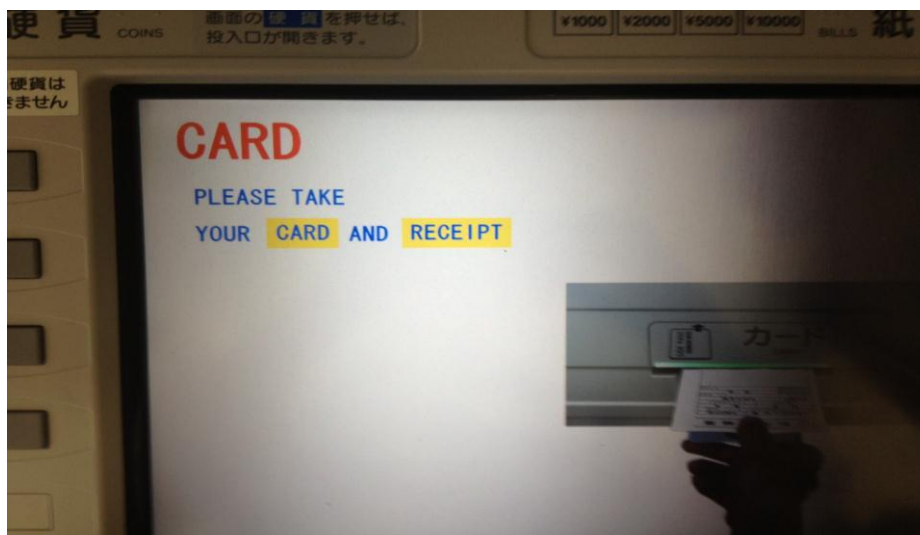 硬貨 COINS
画面の硬貨を押せば、
投入口が開きます。
¥1000 ¥2000 ¥5000 ¥10000 BILLS 紙
硬貨は
きません
CARD
PLEASE TAKE
YOUR CARD AND RECEIPT
カード